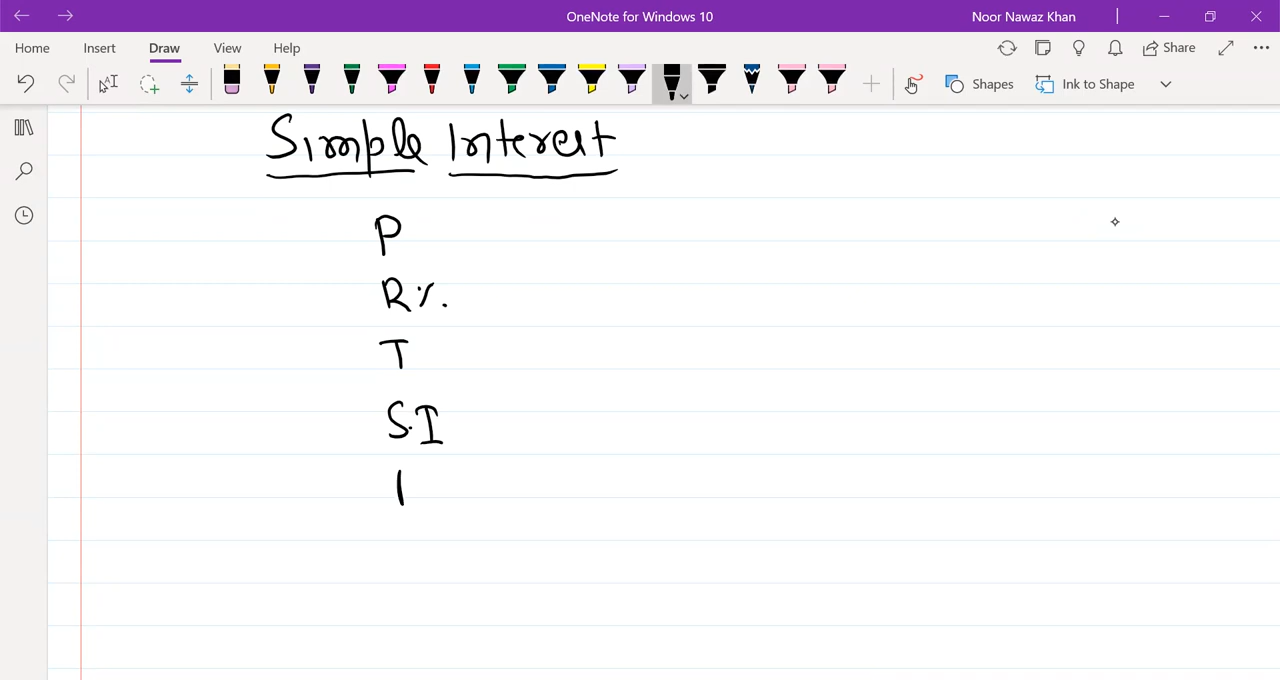 OneNote for Windows 10
Noor Nawaz Khan
Home Insert Draw View Help
Share
Shapes
Ink to Shape
Simple Interest
P
R%.
T
S.I